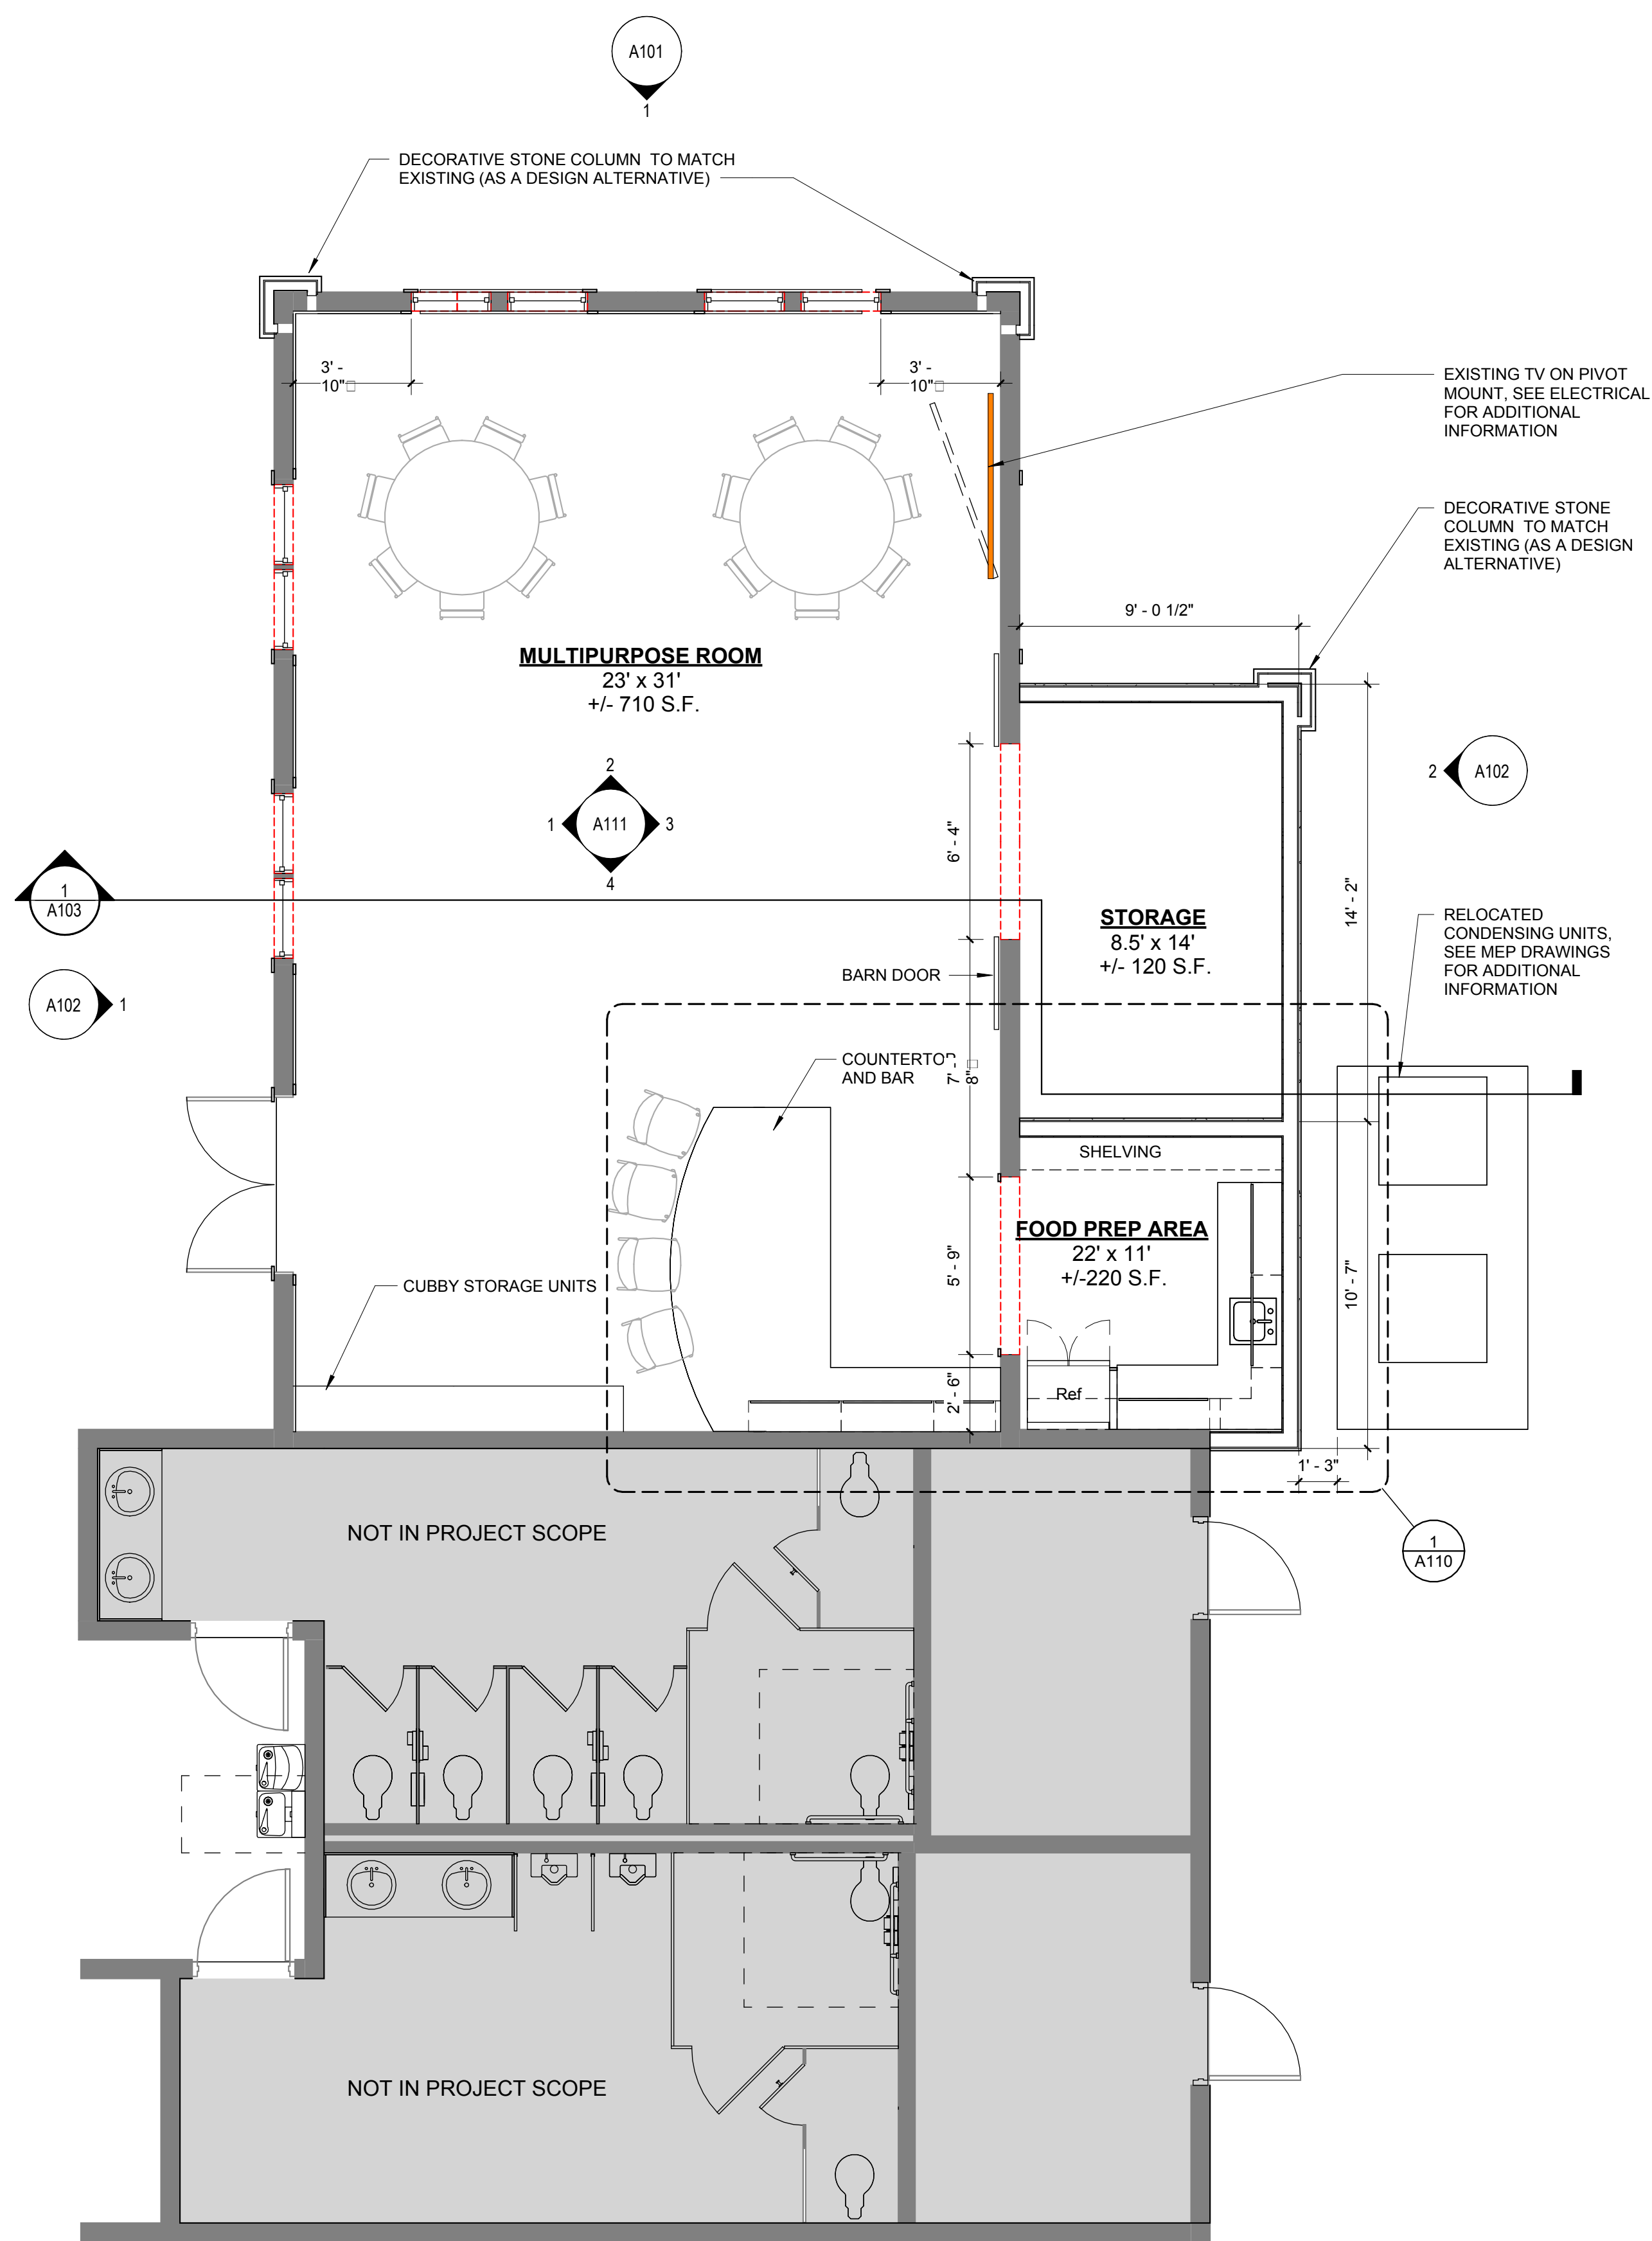 A101
1
DECORATIVE STONE COLUMN TO MATCH
EXISTING (AS A DESIGN ALTERNATIVE)
3' -
10"
3' -
10"
EXISTING TV ON PIVOT
MOUNT, SEE ELECTRICAL
FOR ADDITIONAL
INFORMATION
DECORATIVE STONE
COLUMN TO MATCH
EXISTING (AS A DESIGN
ALTERNATIVE)
9' - 0 1/2"
MULTIPURPOSE ROOM
23' x 31'
+/- 710 S.F.
2
1
A111
3
4
2
A102
6' - 4"
14' - 2"
1
A103
STORAGE
8.5' x 14'
+/- 120 S.F.
RELOCATED
CONDENSING UNITS,
SEE MEP DRAWINGS
FOR ADDITIONAL
INFORMATION
A102
1
BARN DOOR
COUNTERTO
AND BAR
7' -
8"
SHELVING
FOOD PREP AREA
22' x 11'
+/-220 S.F.
5' - 9"
10' - 7"
CUBBY STORAGE UNITS
2' - 6"
Ref
1' - 3"
NOT IN PROJECT SCOPE
1
A110
NOT IN PROJECT SCOPE